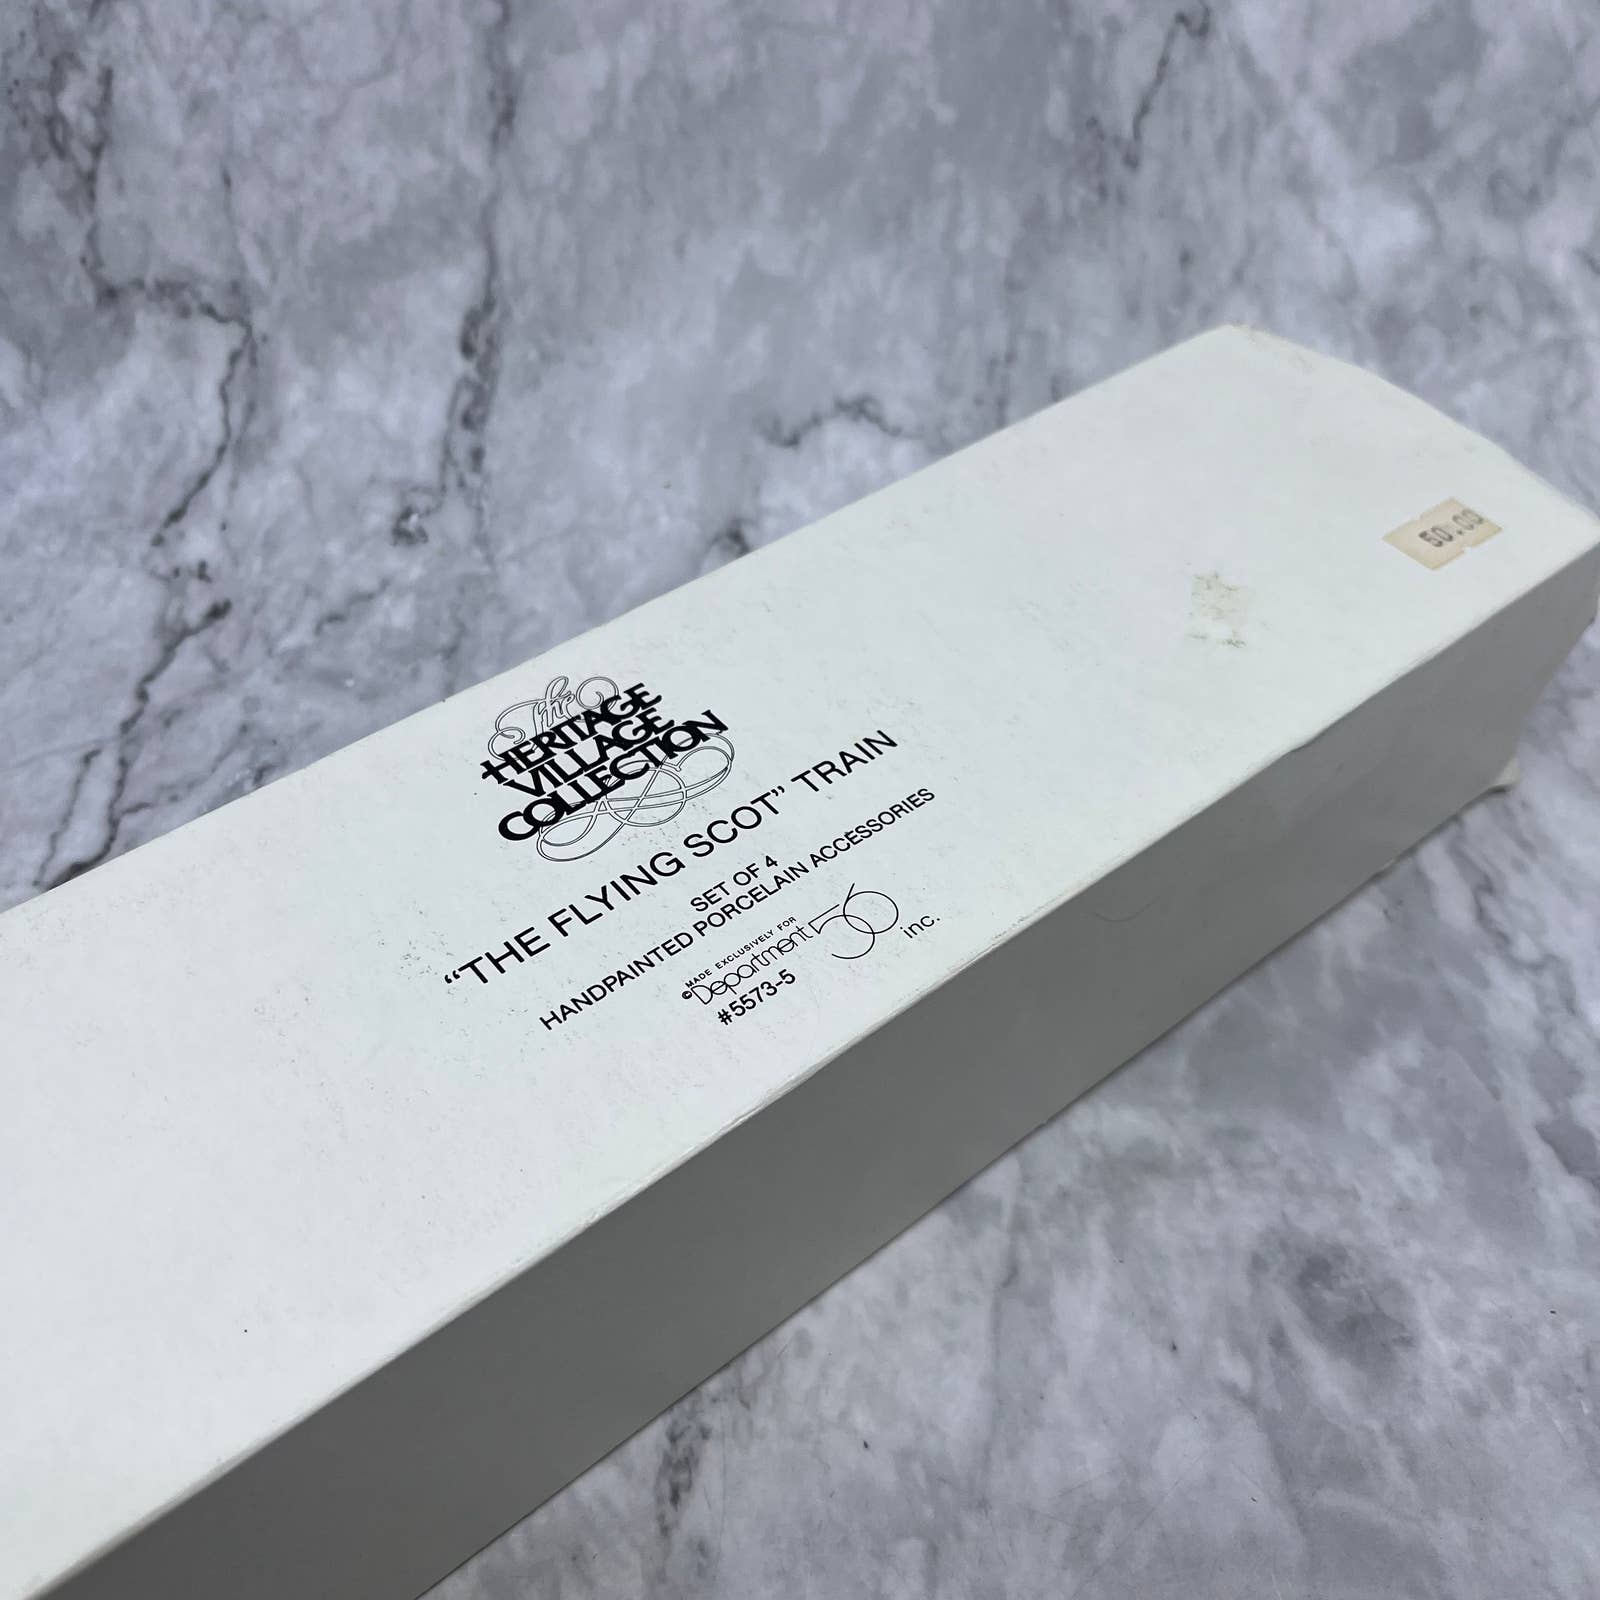 The
HERITAGE
VILLAGE
COLLECTION
“THE FLYING SCOT” TRAIN
SET OF 4
HANDPAINTED PORCELAIN ACCESSORIES
MADE EXCLUSIVELY FOR
©Department 56 inc.
#5573-5
50.00